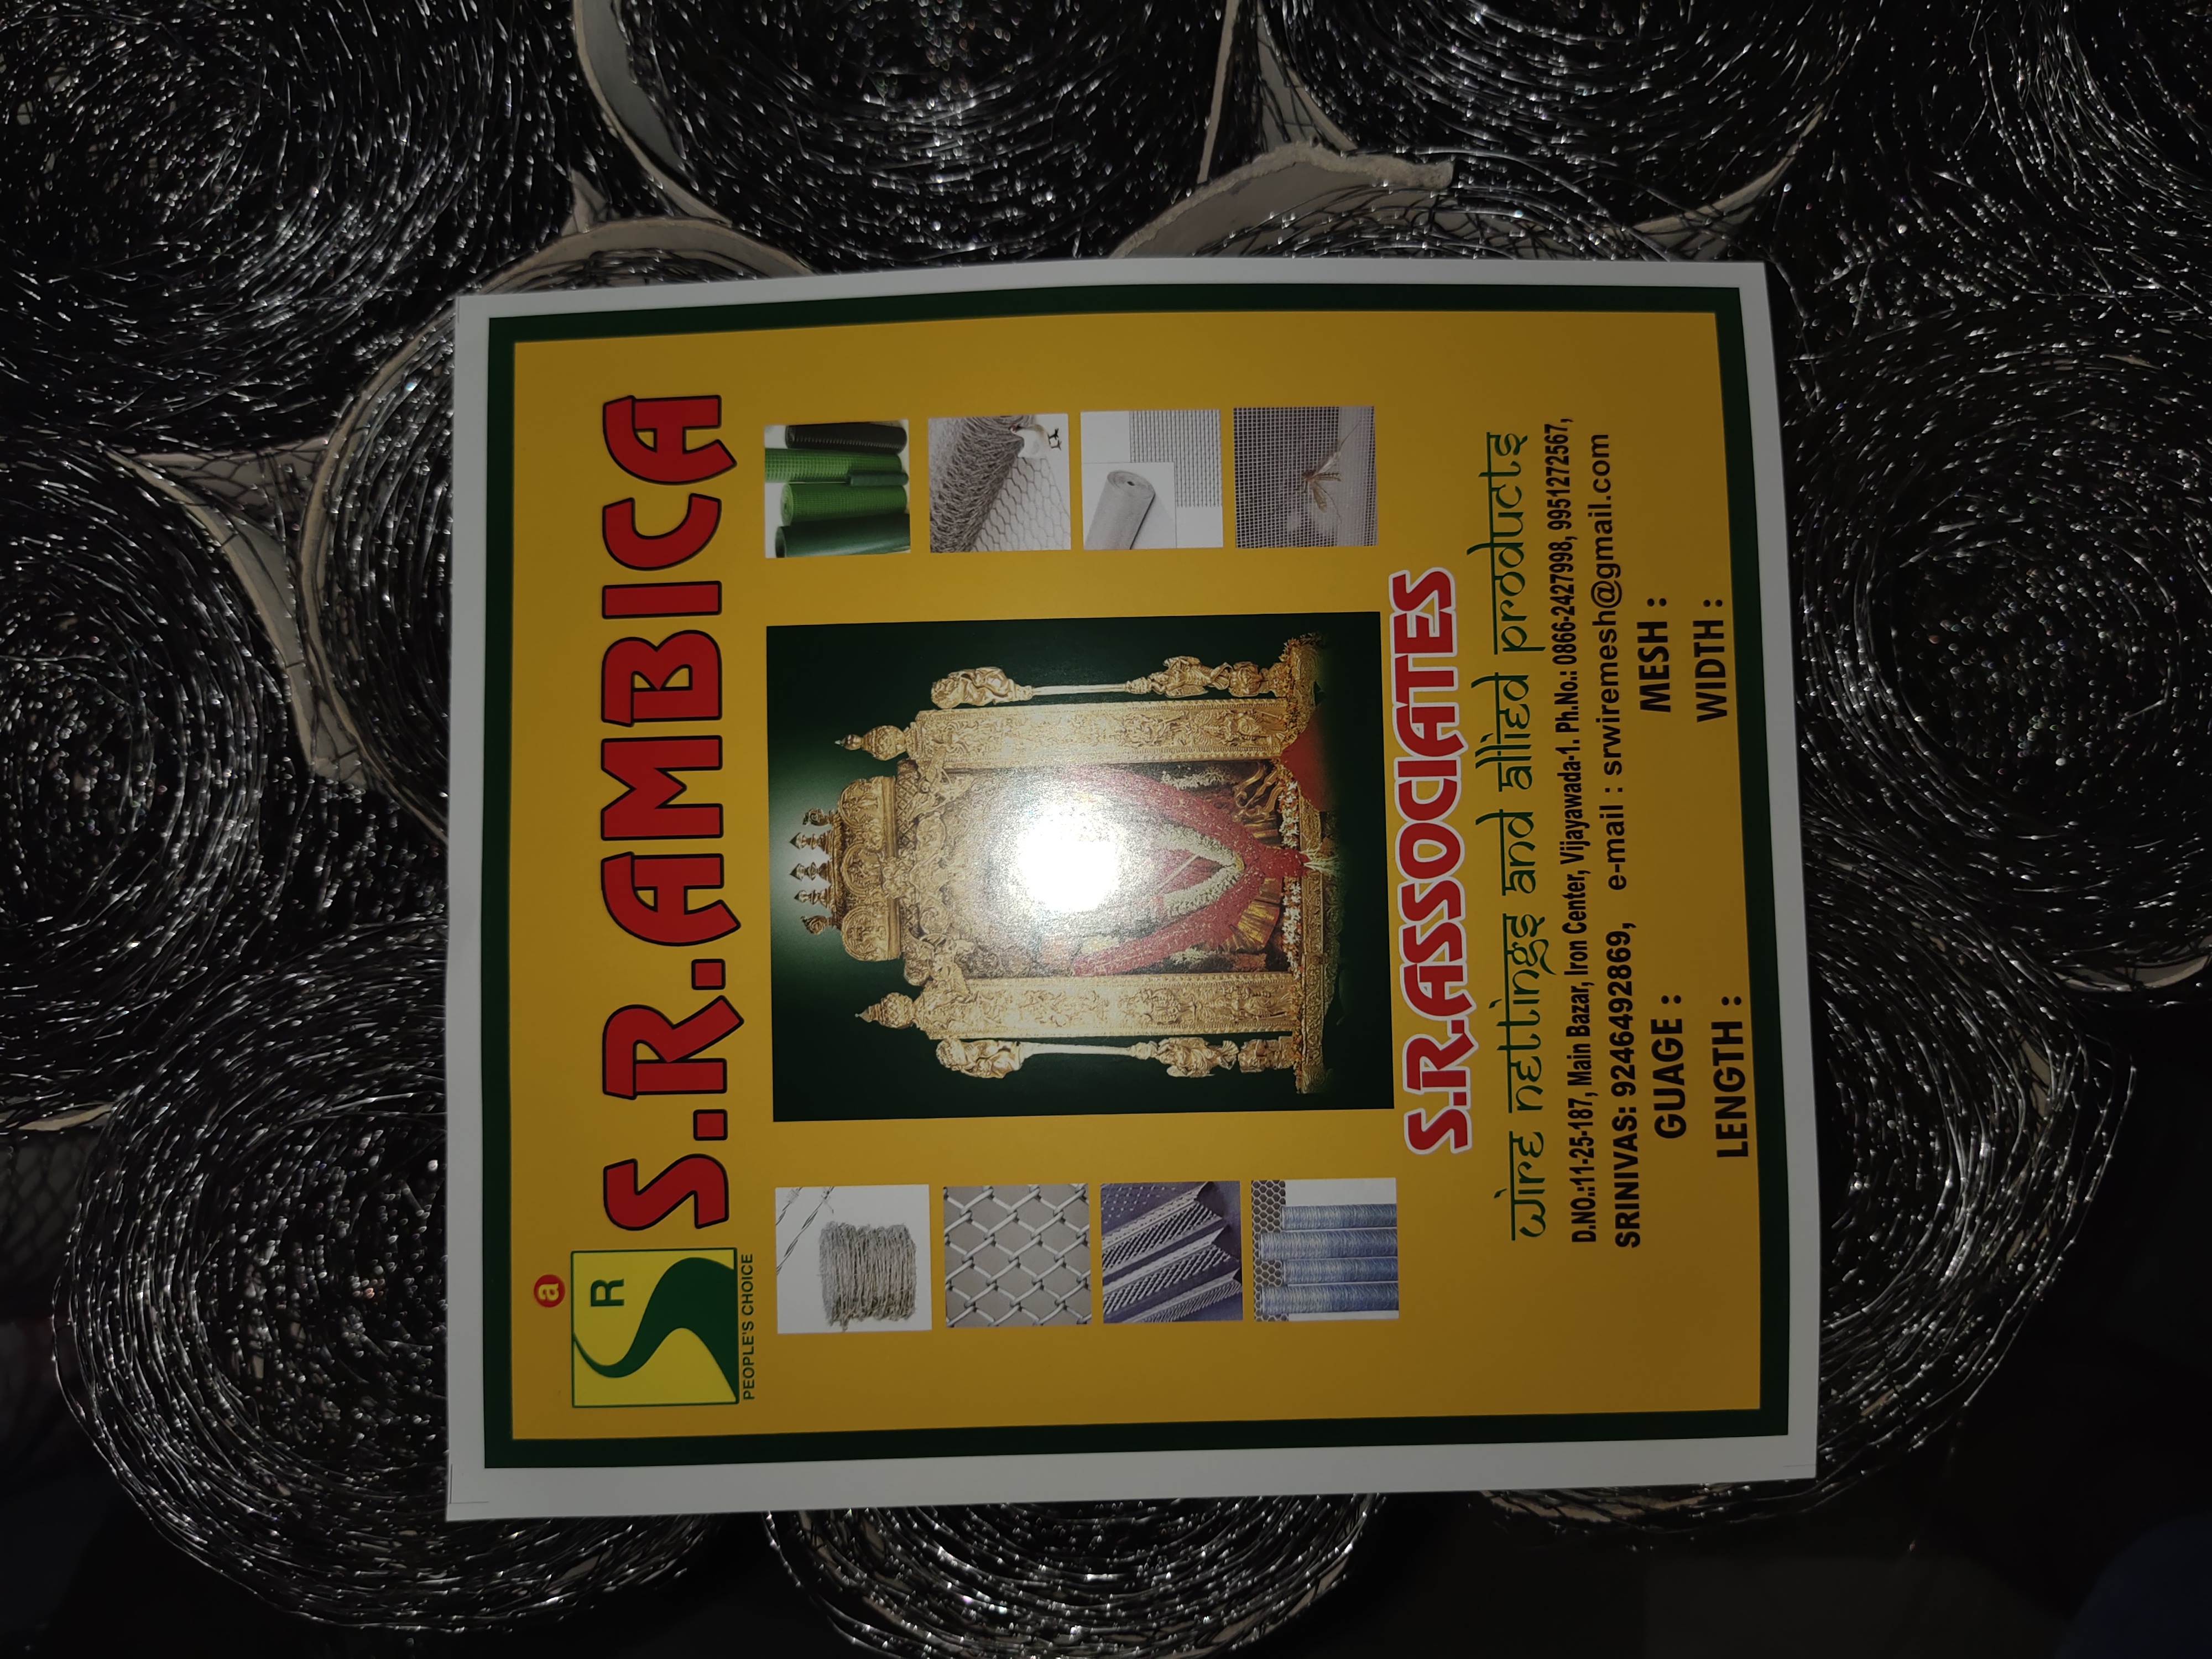 a
R
PEOPLE'S CHOICE
S.R.AMBICA
S.R.ASSOCIATES
wire nettings and allied products
D.NO.:11-25-187, Main Bazar, Iron Center, Vijayawada-1. Ph.No.: 0866-2427998, 9951272567,
SRINIVAS: 9246492869, e-mail : srwiremesh@gmail.com
GUAGE : MESH :
LENGTH : WIDTH :